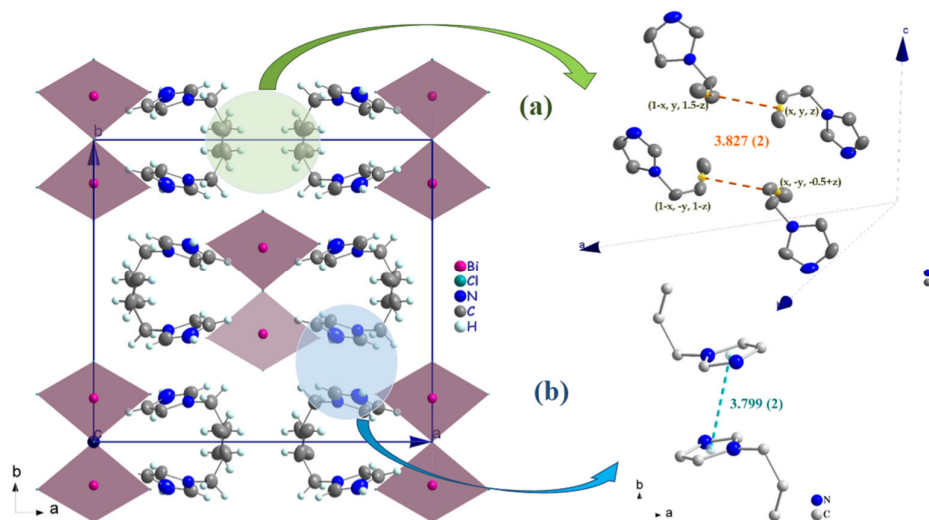 (a)
b
c
a
Bi
Cl
N
C
H
(b)
b
a
c
(1-x, y, 1.5-z)
(x, y, z)
3.827 (2)
(x, -y, -0.5+z)
(1-x, -y, 1-z)
a
3.799 (2)
b
a
N
C